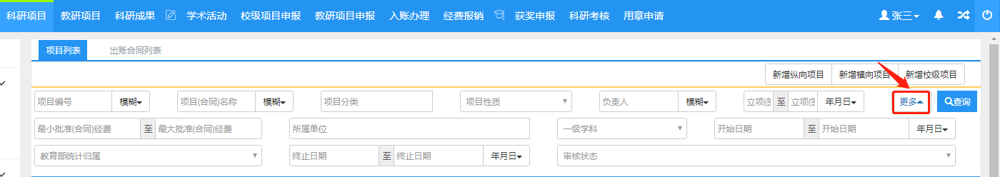 科研项目 教研项目 科研成果 学术活动 校级项目申报 教研项目申报 入账办理 经费报销 获奖申报 科研考核 用章申请 张三
项目列表 出账合同列表
新增纵向项目 新增横向项目 新增校级项目
项目编号 模糊 项目(合同)名称 模糊 项目分类 项目性质 负责人 模糊 立项(签 至 立项(签 年月日 更多 查询
最小批准(合同)经费 至 最大批准(合同)经费 所属单位 一级学科 开始日期 至 开始日期 年月日
教育部统计归属 终止日期 至 终止日期 年月日 审核状态